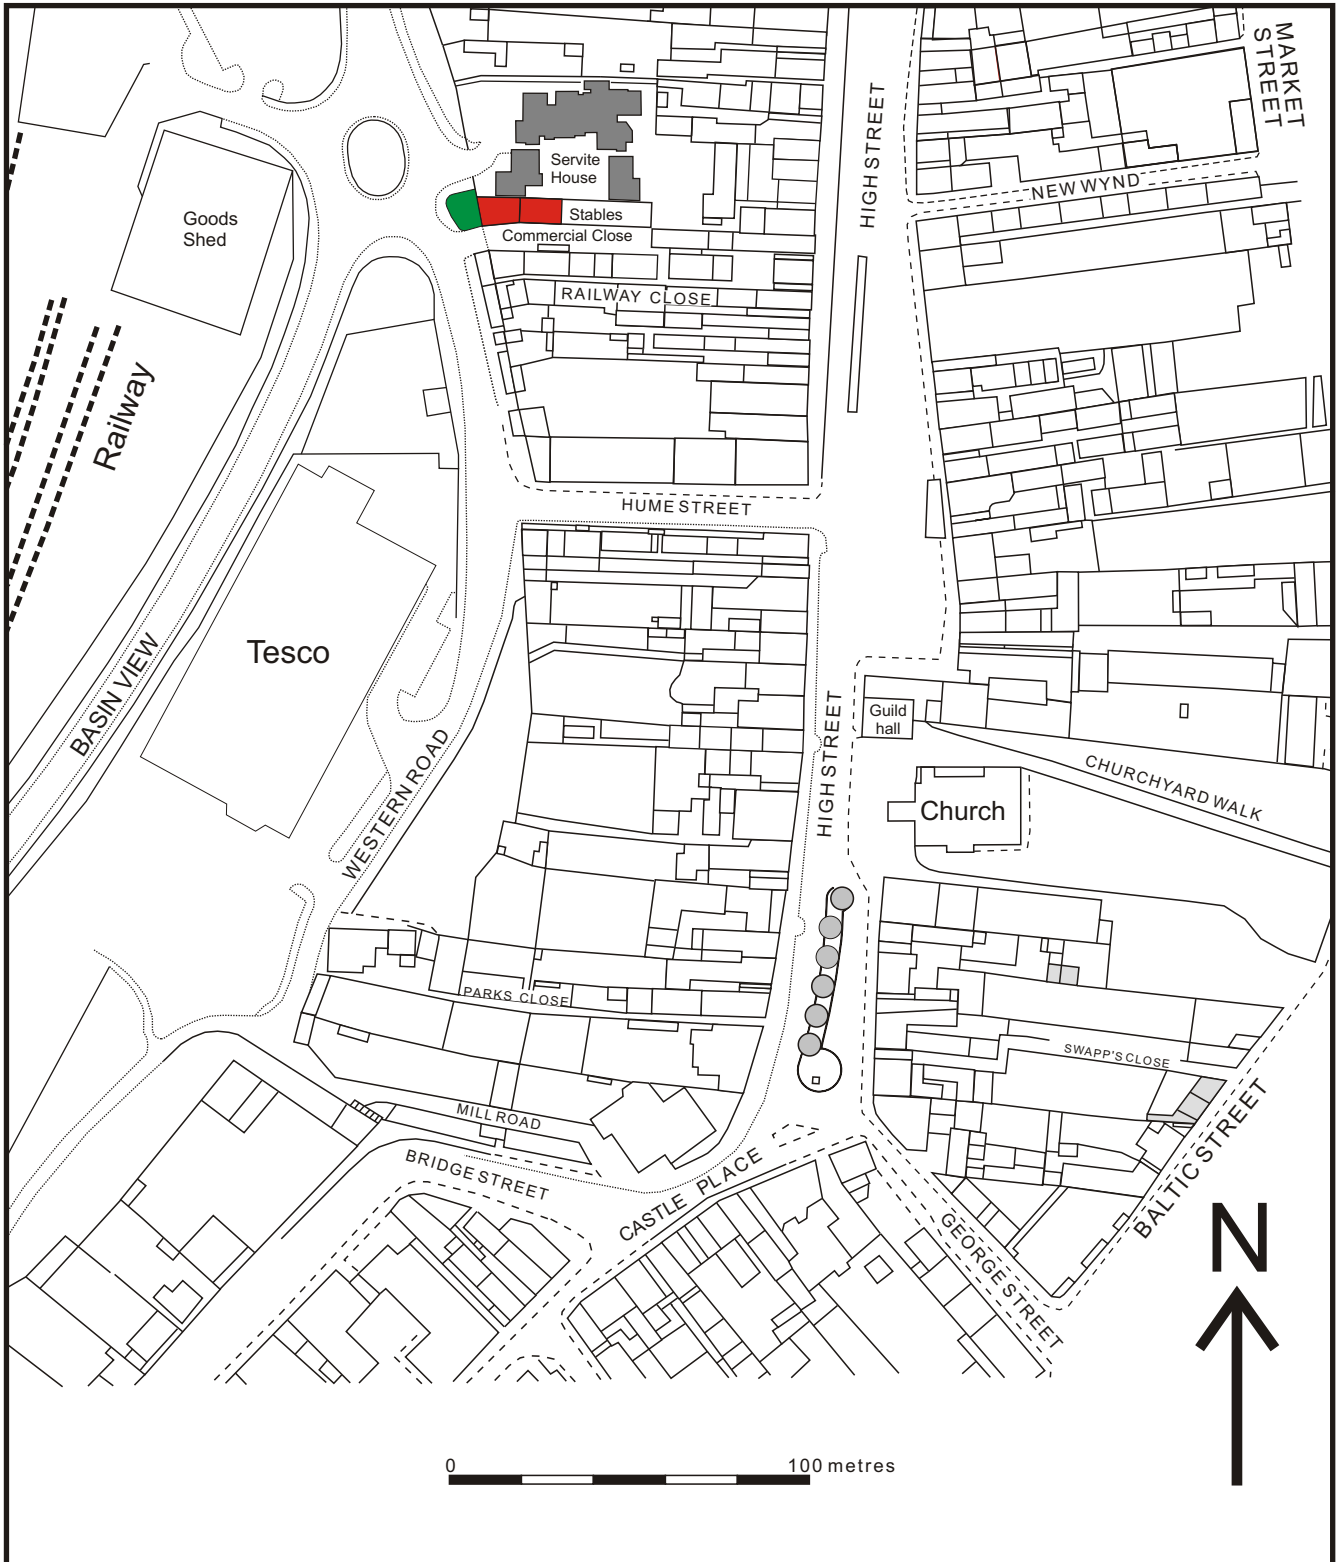 MARKET
STREET
HIGH STREET
Servite
House
NEW WYND
Goods
Shed
Stables
Commercial Close
RAILWAY CLOSE
Railway
HUME STREET
Tesco
BASIN VIEW
WESTERN ROAD
HIGH STREET
Guild
hall
CHURCHYARD WALK
Church
PARKS CLOSE
SWAPP'S CLOSE
MILL ROAD
BRIDGE STREET
CASTLE PLACE
GEORGE STREET
BALTIC STREET
N
0
100 metres